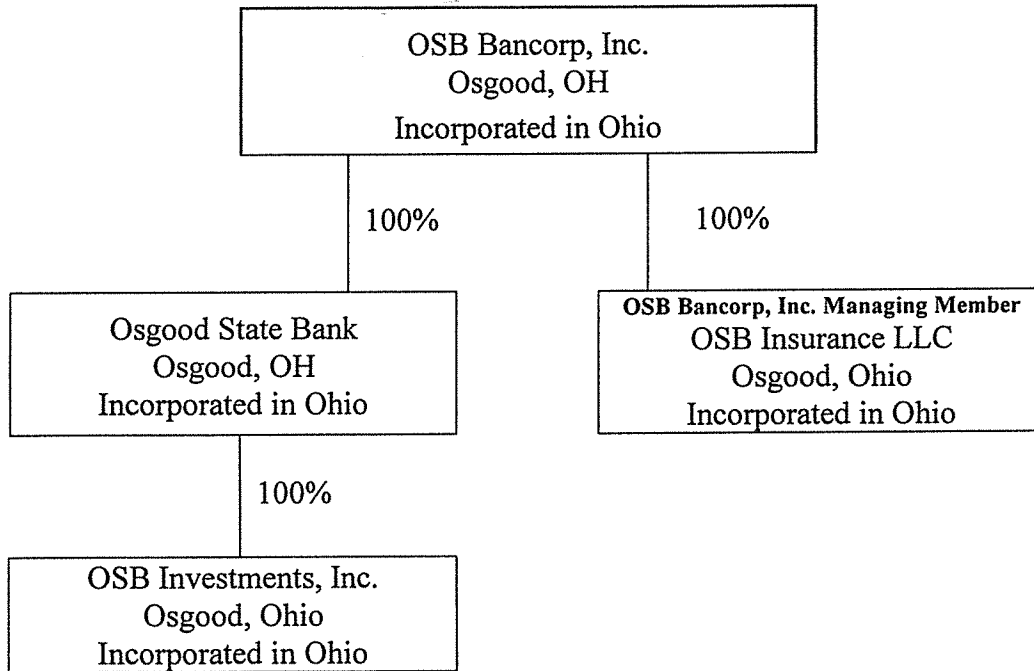 OSB Bancorp, Inc.
Osgood, OH
Incorporated in Ohio
100%
100%
Osgood State Bank
Osgood, OH
Incorporated in Ohio
OSB Bancorp, Inc. Managing Member
OSB Insurance LLC
Osgood, Ohio
Incorporated in Ohio
100%
OSB Investments, Inc.
Osgood, Ohio
Incorporated in Ohio